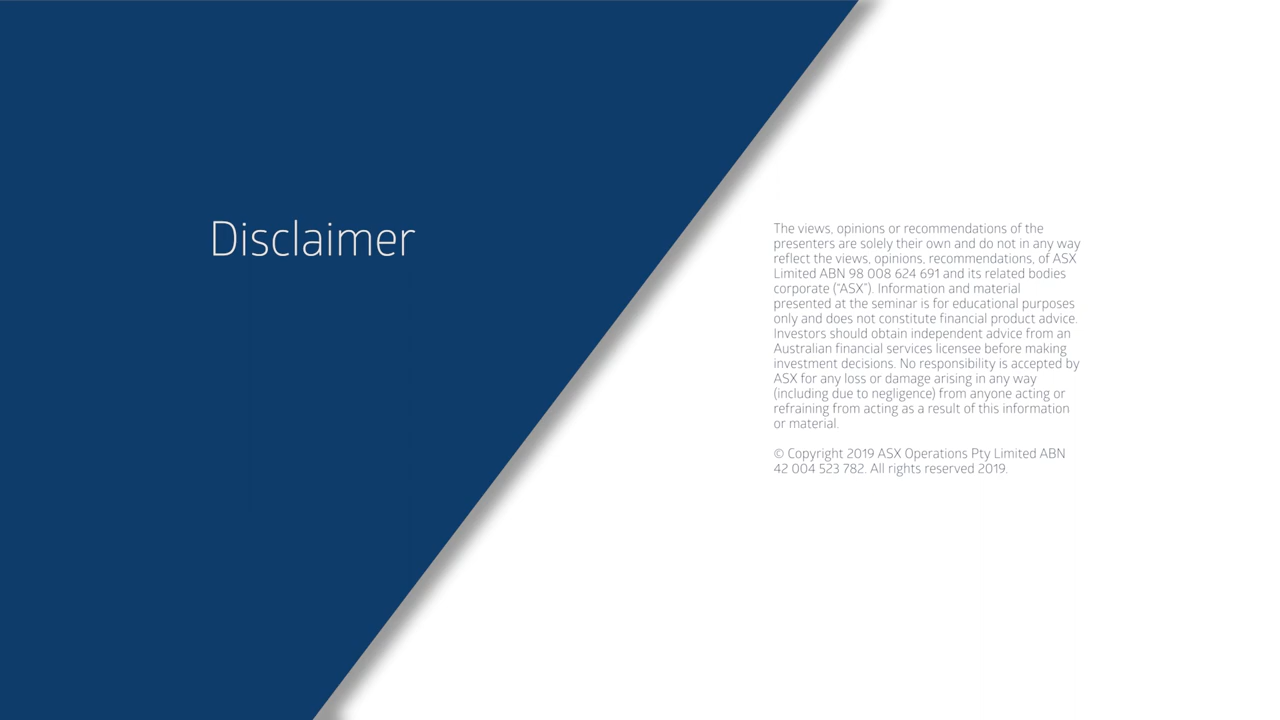 Disclaimer
The views, opinions or recommendations of the
presenters are solely their own and do not in any way
reflect the views, opinions, recommendations, of ASX
Limited ABN 98 008 624 691 and its related bodies
corporate (“ASX”). Information and material
presented at the seminar is for educational purposes
only and does not constitute financial product advice.
Investors should obtain independent advice from an
Australian financial services licensee before making
investment decisions. No responsibility is accepted by
ASX for any loss or damage arising in any way
(including due to negligence) from anyone acting or
refraining from acting as a result of this information
or material.
© Copyright 2019 ASX Operations Pty Limited ABN
42 004 523 782. All rights reserved 2019.